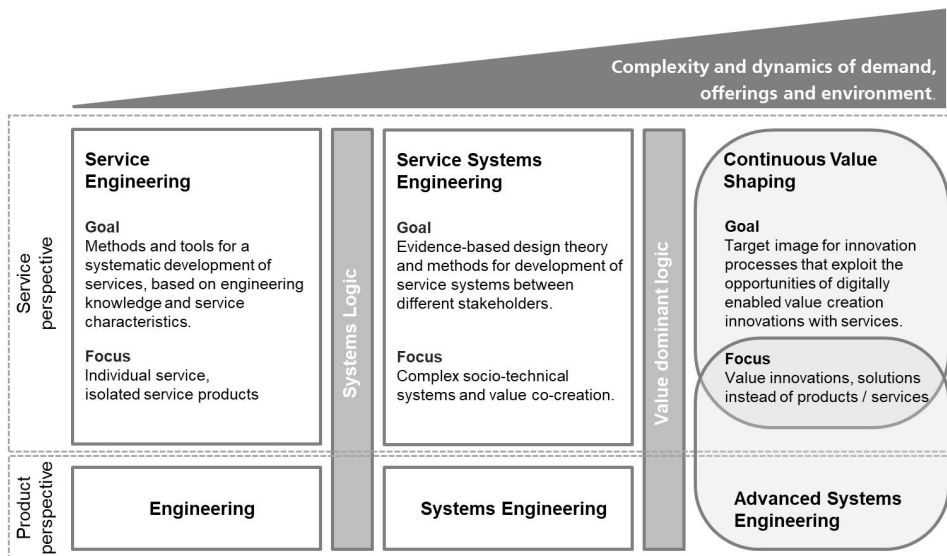 Complexity and dynamics of demand,
offerings and environment.
Service
perspective
Service
Engineering
Goal
Methods and tools for a
systematic development of
services, based on engineering
knowledge and service
characteristics.
Focus
Individual service,
isolated service products
Systems Logic
Service Systems
Engineering
Goal
Evidence-based design theory
and methods for development of
service systems between
different stakeholders.
Focus
Complex socio-technical
systems and value co-creation.
Value dominant logic
Continuous Value
Shaping
Goal
Target image for innovation
processes that exploit the
opportunities of digitally
enabled value creation
innovations with services.
Focus
Value innovations, solutions
instead of products / services
Product
perspective
Engineering
Systems Engineering
Advanced Systems
Engineering